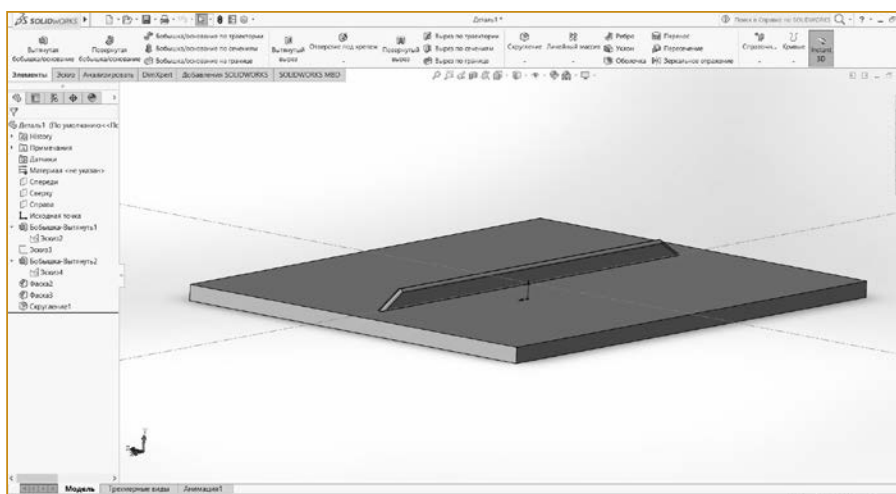 SOLIDWORKS
Деталь1 *
Поиск в Справке по SOLIDWORKS
Вытянутая бобышка/основание
Повернутая бобышка/основание
Бобышка/основание по траектории
Бобышка/основание по сечениям
Бобышка/основание на границе
Вытянутый вырез
Отверстие под крепеж
Повернутый вырез
Вырез по траектории
Вырез по сечениям
Вырез по границе
Скругление
Линейный массив
Ребро
Уклон
Оболочка
Перенос
Пересечение
Зеркальное отражение
Справочн...
Кривые
Instant 3D
Элементы Эскиз Анализировать DimXpert Добавления SOLIDWORKS SOLIDWORKS MBD
Деталь1 (По умолчанию<<По
History
Примечания
Датчики
Материал <не указан>
Спереди
Сверху
Справа
Исходная точка
Бобышка-Вытянуть1
Эскиз2
Эскиз3
Бобышка-Вытянуть2
Эскиз4
Фаска2
Фаска3
Скругление1
Модель Трехмерные виды Анимация1